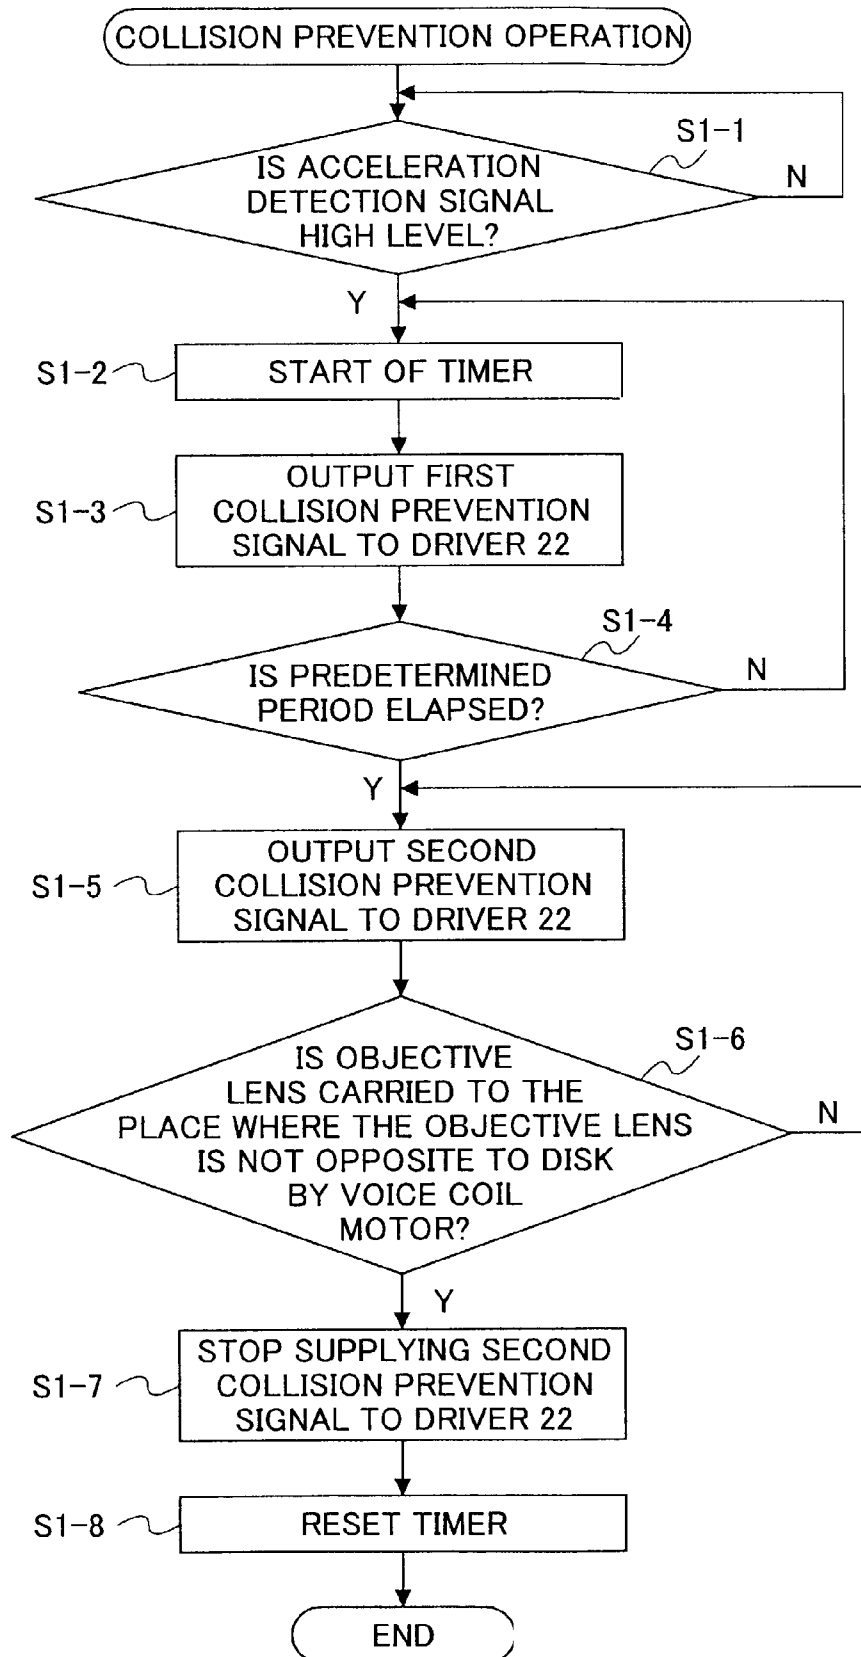 COLLISION PREVENTION OPERATION
S1-1
IS ACCELERATION
DETECTION SIGNAL
HIGH LEVEL?
N
Y
S1-2
START OF TIMER
S1-3
OUTPUT FIRST
COLLISION PREVENTION
SIGNAL TO DRIVER 22
S1-4
IS PREDETERMINED
PERIOD ELAPSED?
N
Y
S1-5
OUTPUT SECOND
COLLISION PREVENTION
SIGNAL TO DRIVER 22
S1-6
IS OBJECTIVE
LENS CARRIED TO THE
PLACE WHERE THE OBJECTIVE LENS
IS NOT OPPOSITE TO DISK
BY VOICE COIL
MOTOR?
N
Y
S1-7
STOP SUPPLYING SECOND
COLLISION PREVENTION
SIGNAL TO DRIVER 22
S1-8
RESET TIMER
END